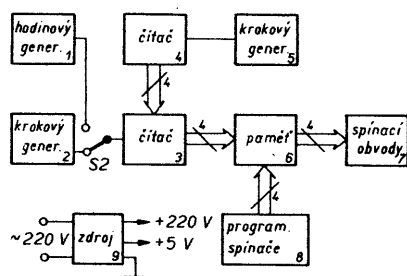 hodinový
gener.
1
čítač
4
krokový
gener.
5
4
krokový
gener.
2
S2
čítač
3
4
paměť
6
4
spínací
obvody
7
4
~220 V
zdroj
9
+220 V
+5 V
program.
spínače
8